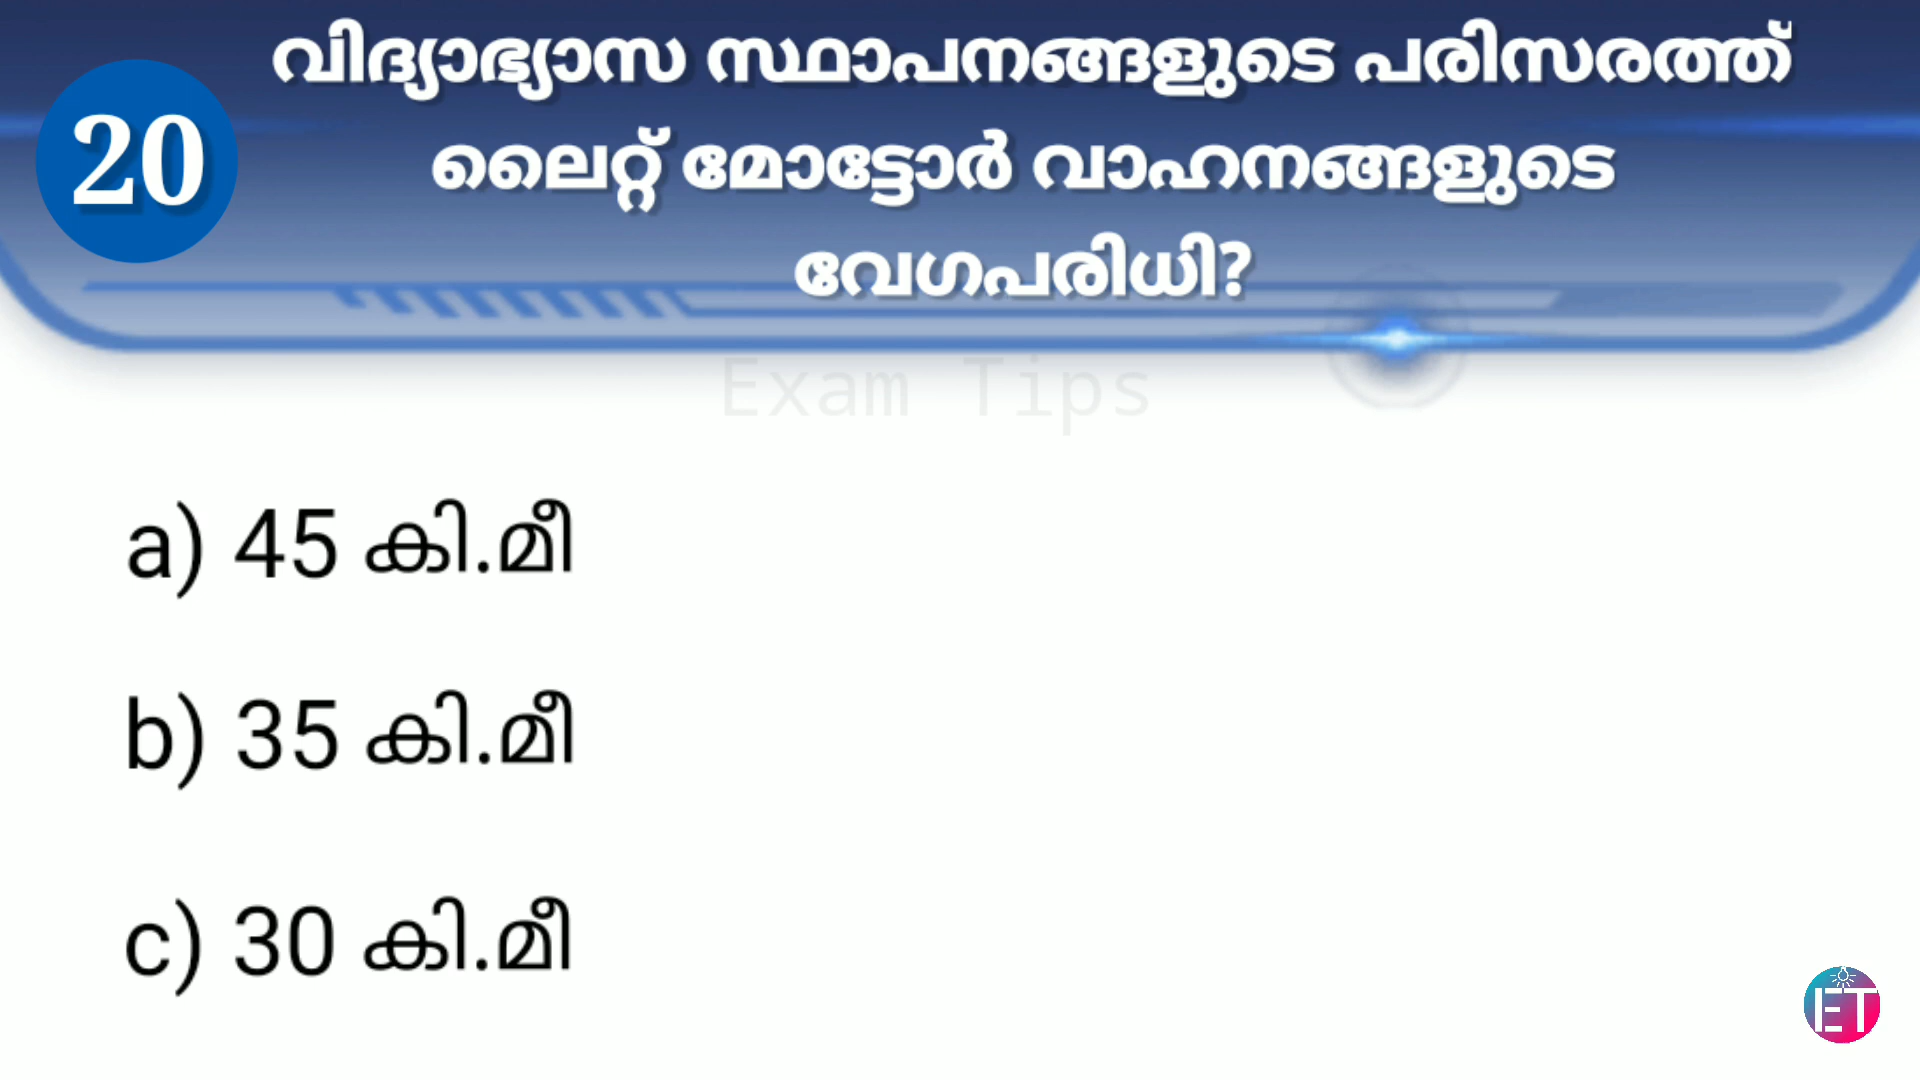 20
വിദ്യാഭ്യാസ സ്ഥാപനങ്ങളുടെ പരിസരത്ത്
ലൈറ്റ് മോട്ടോർ വാഹനങ്ങളുടെ
വേഗപരിധി?
Exam Tips
a) 45 കി.മീ
b) 35 കി.മീ
c) 30 കി.മീ
ET